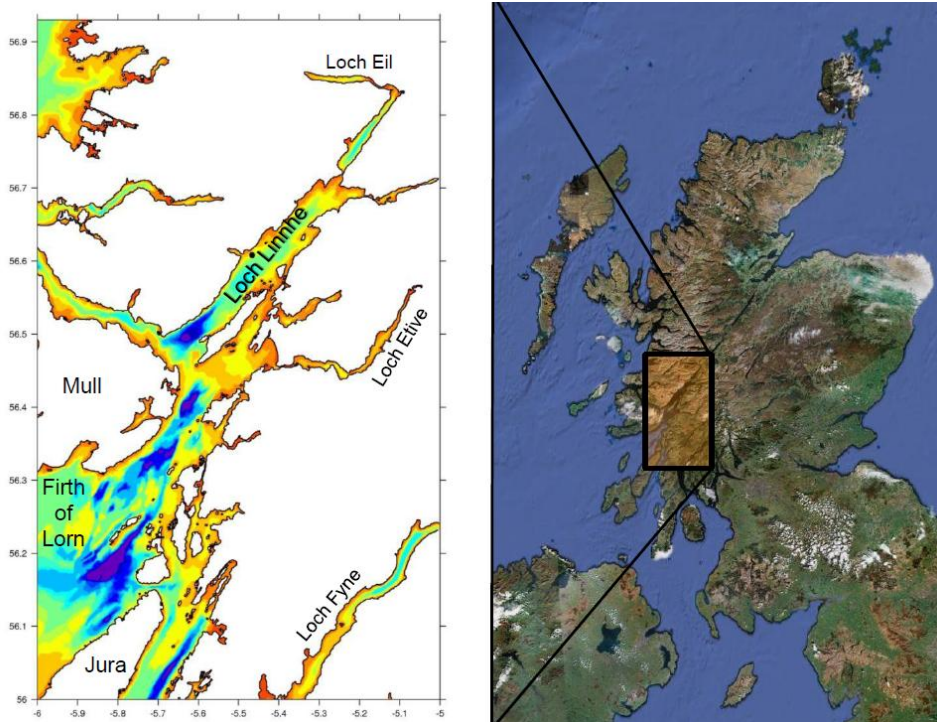 56.9
56.8
56.7
56.6
56.5
56.4
56.3
56.2
56.1
56
-6
-5.9
-5.8
-5.7
-5.6
-5.5
-5.4
-5.3
-5.2
-5.1
-5
Loch Eil
Loch Linnhe
Loch Etive
Mull
Firth
of
Lorn
Loch Fyne
Jura